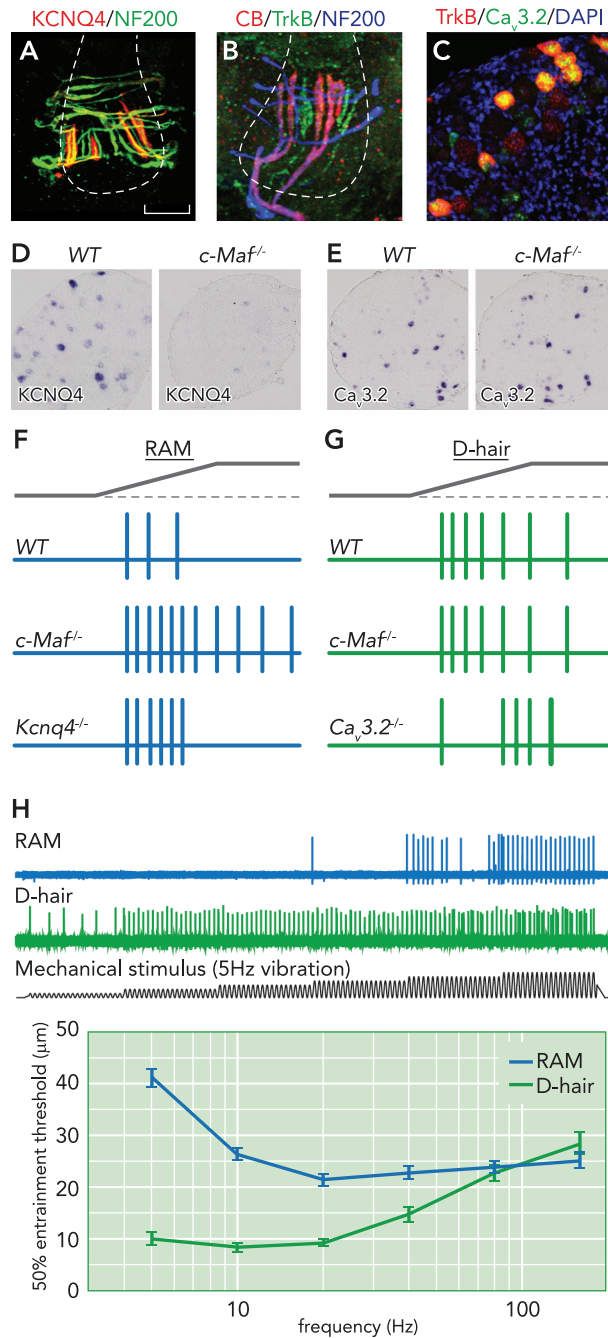 KCNQ4/NF200
CB/TrkB/NF200
TrkB/Cav3.2/DAPI
A
B
C
D
WT
c-Maf-/-
E
WT
c-Maf-/-
KCNQ4
KCNQ4
Cav3.2
Cav3.2
F
RAM
G
D-hair
WT
WT
c-Maf-/-
c-Maf-/-
Kcnq4-/-
Cav3.2-/-
H
RAM
D-hair
Mechanical stimulus (5Hz vibration)
50% entrainment threshold (µm)
50
40
30
20
10
0
RAM
D-hair
10
100
frequency (Hz)